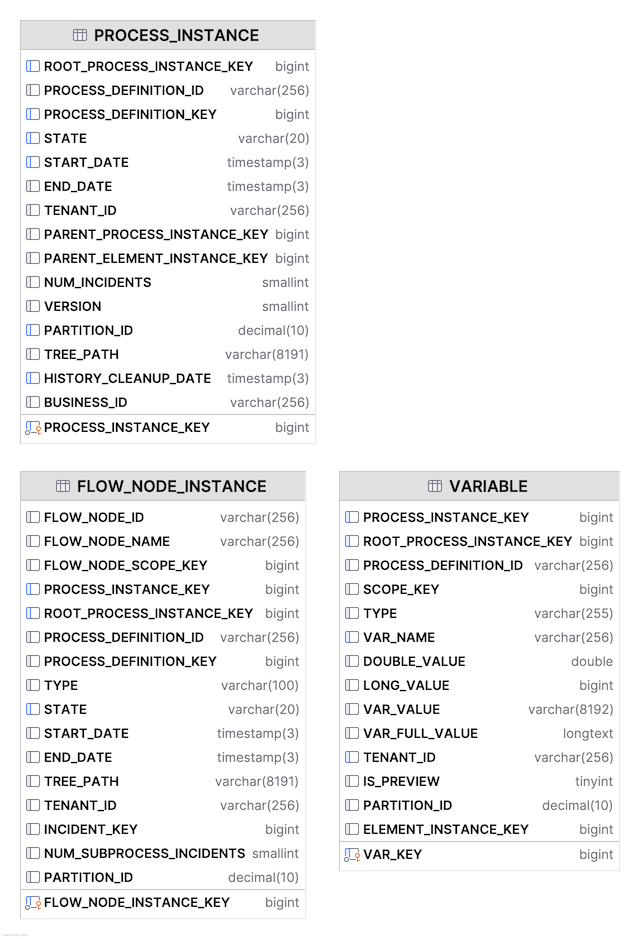 PROCESS_INSTANCE
ROOT_PROCESS_INSTANCE_KEY bigint
PROCESS_DEFINITION_ID varchar(256)
PROCESS_DEFINITION_KEY bigint
STATE varchar(20)
START_DATE timestamp(3)
END_DATE timestamp(3)
TENANT_ID varchar(256)
PARENT_PROCESS_INSTANCE_KEY bigint
PARENT_ELEMENT_INSTANCE_KEY bigint
NUM_INCIDENTS smallint
VERSION smallint
PARTITION_ID decimal(10)
TREE_PATH varchar(8191)
HISTORY_CLEANUP_DATE timestamp(3)
BUSINESS_ID varchar(256)
PROCESS_INSTANCE_KEY bigint
FLOW_NODE_INSTANCE
FLOW_NODE_ID varchar(256)
FLOW_NODE_NAME varchar(256)
FLOW_NODE_SCOPE_KEY bigint
PROCESS_INSTANCE_KEY bigint
ROOT_PROCESS_INSTANCE_KEY bigint
PROCESS_DEFINITION_ID varchar(256)
PROCESS_DEFINITION_KEY bigint
TYPE varchar(100)
STATE varchar(20)
START_DATE timestamp(3)
END_DATE timestamp(3)
TREE_PATH varchar(8191)
TENANT_ID varchar(256)
INCIDENT_KEY bigint
NUM_SUBPROCESS_INCIDENTS smallint
PARTITION_ID decimal(10)
FLOW_NODE_INSTANCE_KEY bigint
VARIABLE
PROCESS_INSTANCE_KEY bigint
ROOT_PROCESS_INSTANCE_KEY bigint
PROCESS_DEFINITION_ID varchar(256)
SCOPE_KEY bigint
TYPE varchar(255)
VAR_NAME varchar(256)
DOUBLE_VALUE double
LONG_VALUE bigint
VAR_VALUE varchar(8192)
VAR_FULL_VALUE longtext
TENANT_ID varchar(256)
IS_PREVIEW tinyint
PARTITION_ID decimal(10)
ELEMENT_INSTANCE_KEY bigint
VAR_KEY bigint